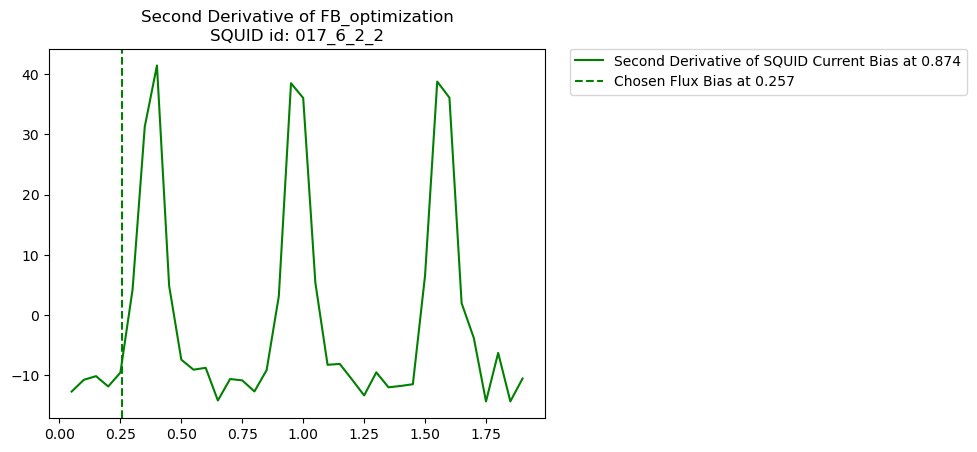 Second Derivative of FB_optimization
SQUID id: 017_6_2_2
Second Derivative of SQUID Current Bias at 0.874
Chosen Flux Bias at 0.257
40
30
20
10
0
−10
0.00 0.25 0.50 0.75 1.00 1.25 1.50 1.75